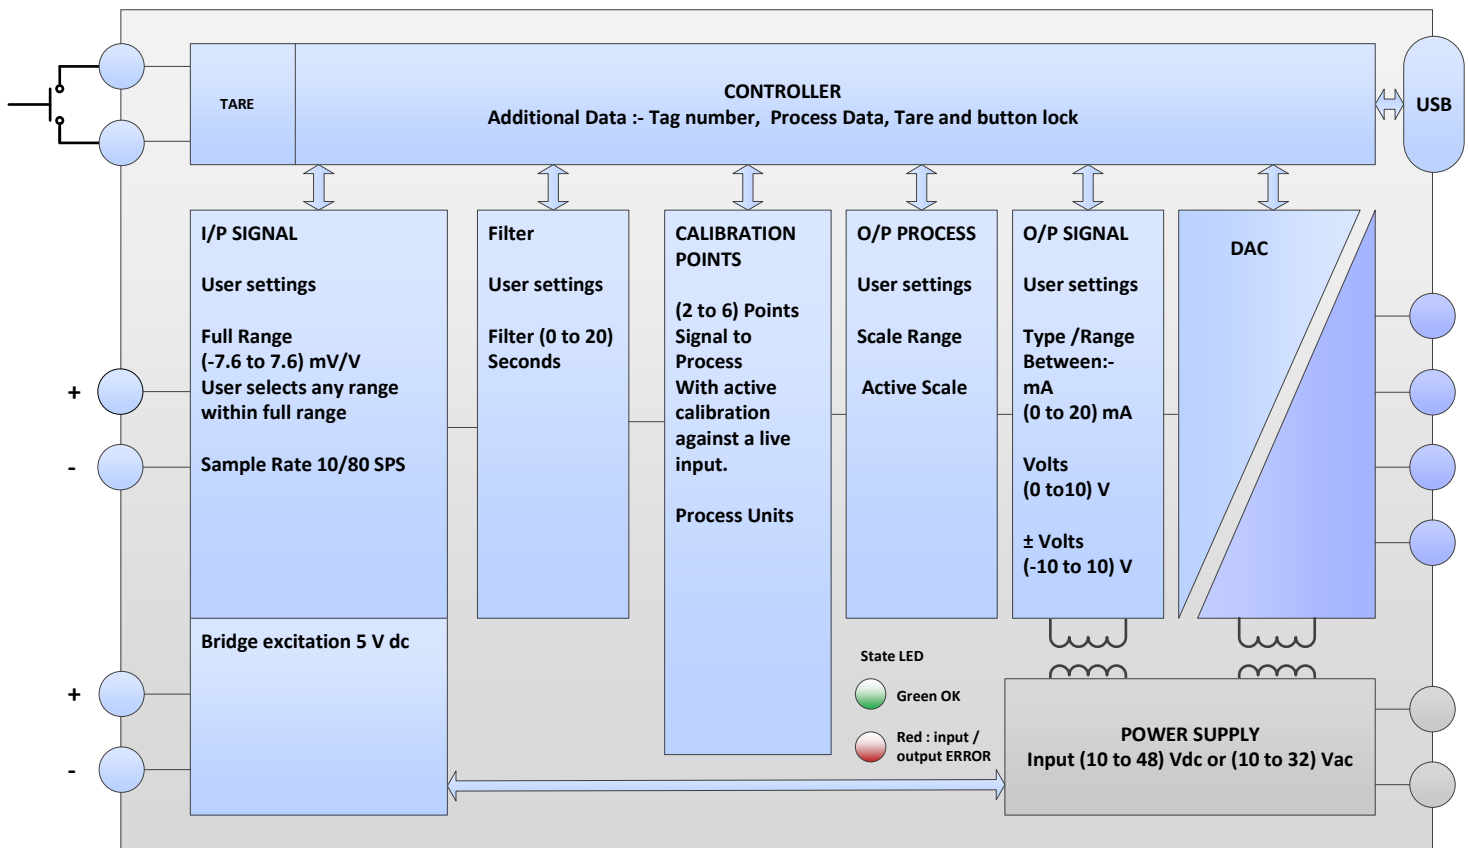 TARE
CONTROLLER
Additional Data :- Tag number,  Process Data, Tare and button lock
USB
I/P SIGNAL
User settings
Full Range
(-7.6 to 7.6) mV/V
User selects any range
within full range
Sample Rate 10/80 SPS
+
-
Filter
User settings
Filter (0 to 20)
Seconds
CALIBRATION
POINTS
(2 to 6) Points
Signal to
Process
With active
calibration
against a live
input.
Process Units
O/P PROCESS
User settings
Scale Range
Active Scale
O/P SIGNAL
User settings
Type /Range
Between:-
mA
(0 to 20) mA
Volts
(0 to10) V
± Volts
(-10 to 10) V
DAC
Bridge excitation 5 V dc
+
-
State LED
Green OK
Red : input /
output ERROR
POWER SUPPLY
Input (10 to 48) Vdc or (10 to 32) Vac